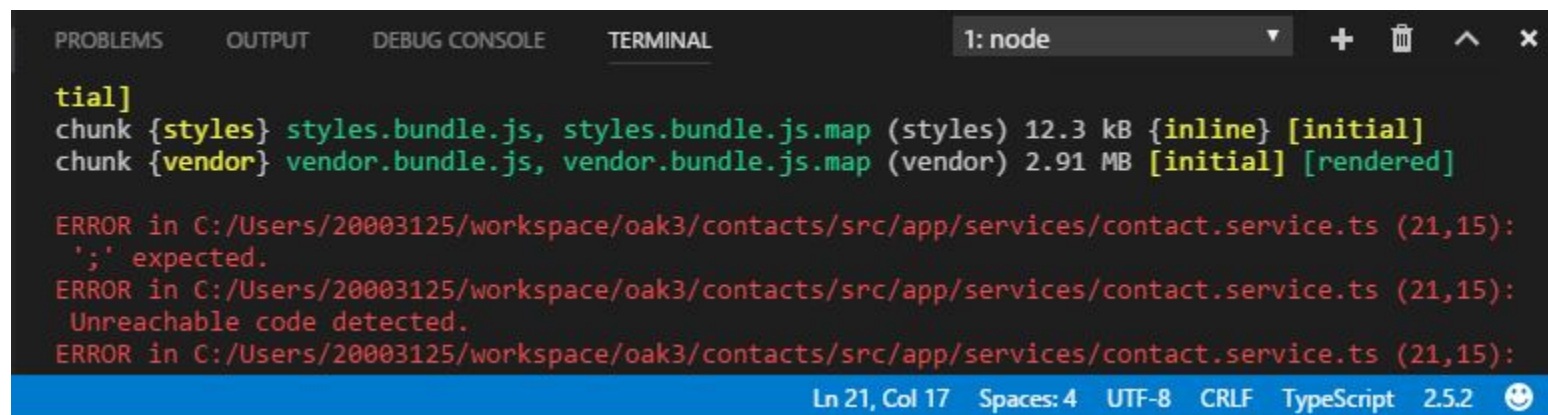 PROBLEMS OUTPUT DEBUG CONSOLE TERMINAL 1: node
tial]
chunk {styles} styles.bundle.js, styles.bundle.js.map (styles) 12.3 kB {inline} [initial]
chunk {vendor} vendor.bundle.js, vendor.bundle.js.map (vendor) 2.91 MB [initial] [rendered]
ERROR in C:/Users/20003125/workspace/oak3/contacts/src/app/services/contact.service.ts (21,15):
';' expected.
ERROR in C:/Users/20003125/workspace/oak3/contacts/src/app/services/contact.service.ts (21,15):
Unreachable code detected.
ERROR in C:/Users/20003125/workspace/oak3/contacts/src/app/services/contact.service.ts (21,15):
Ln 21, Col 17 Spaces: 4 UTF-8 CRLF TypeScript 2.5.2